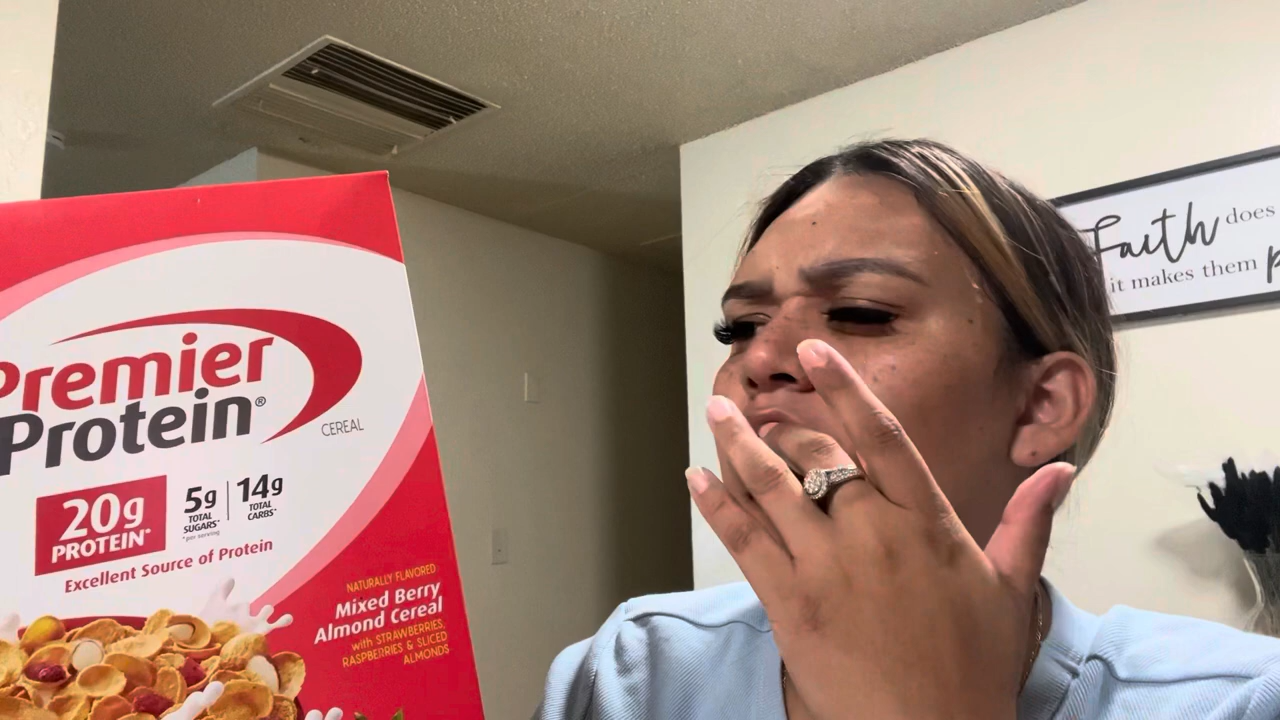 Premier
Protein®
CEREAL
20g
PROTEIN*
5g
TOTAL
SUGARS*
*per serving
14g
TOTAL
CARBS*
Excellent Source of Protein
NATURALLY FLAVORED
Mixed Berry
Almond Cereal
with STRAWBERRIES,
RASPBERRIES & SLICED
ALMONDS
Faith does
it makes them